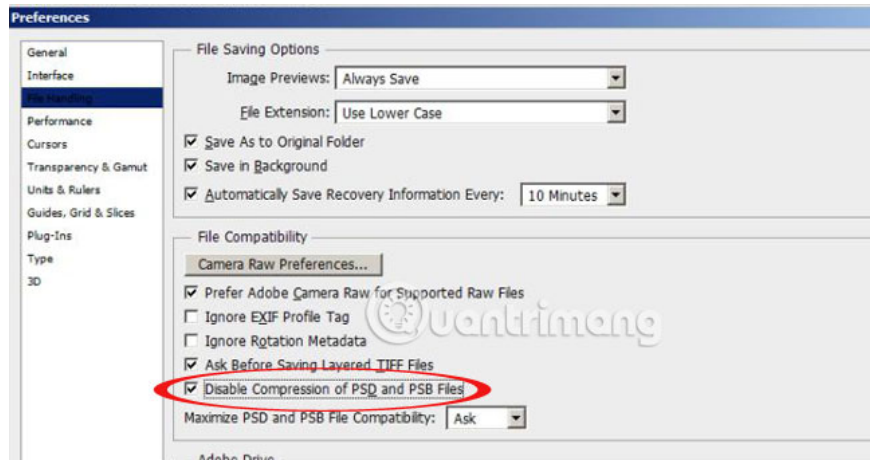 Preferences
General
Interface
File Handling
Performance
Cursors
Transparency & Gamut
Units & Rulers
Guides, Grid & Slices
Plug-Ins
Type
3D
File Saving Options
Image Previews: Always Save
File Extension: Use Lower Case
Save As to Original Folder
Save in Background
Automatically Save Recovery Information Every: 10 Minutes
File Compatibility
Camera Raw Preferences...
Prefer Adobe Camera Raw for Supported Raw Files
Ignore EXIF Profile Tag
Ignore Rotation Metadata
Ask Before Saving Layered TIFF Files
Disable Compression of PSD and PSB Files
Maximize PSD and PSB File Compatibility: Ask
Adobe Drive
Quantrimang